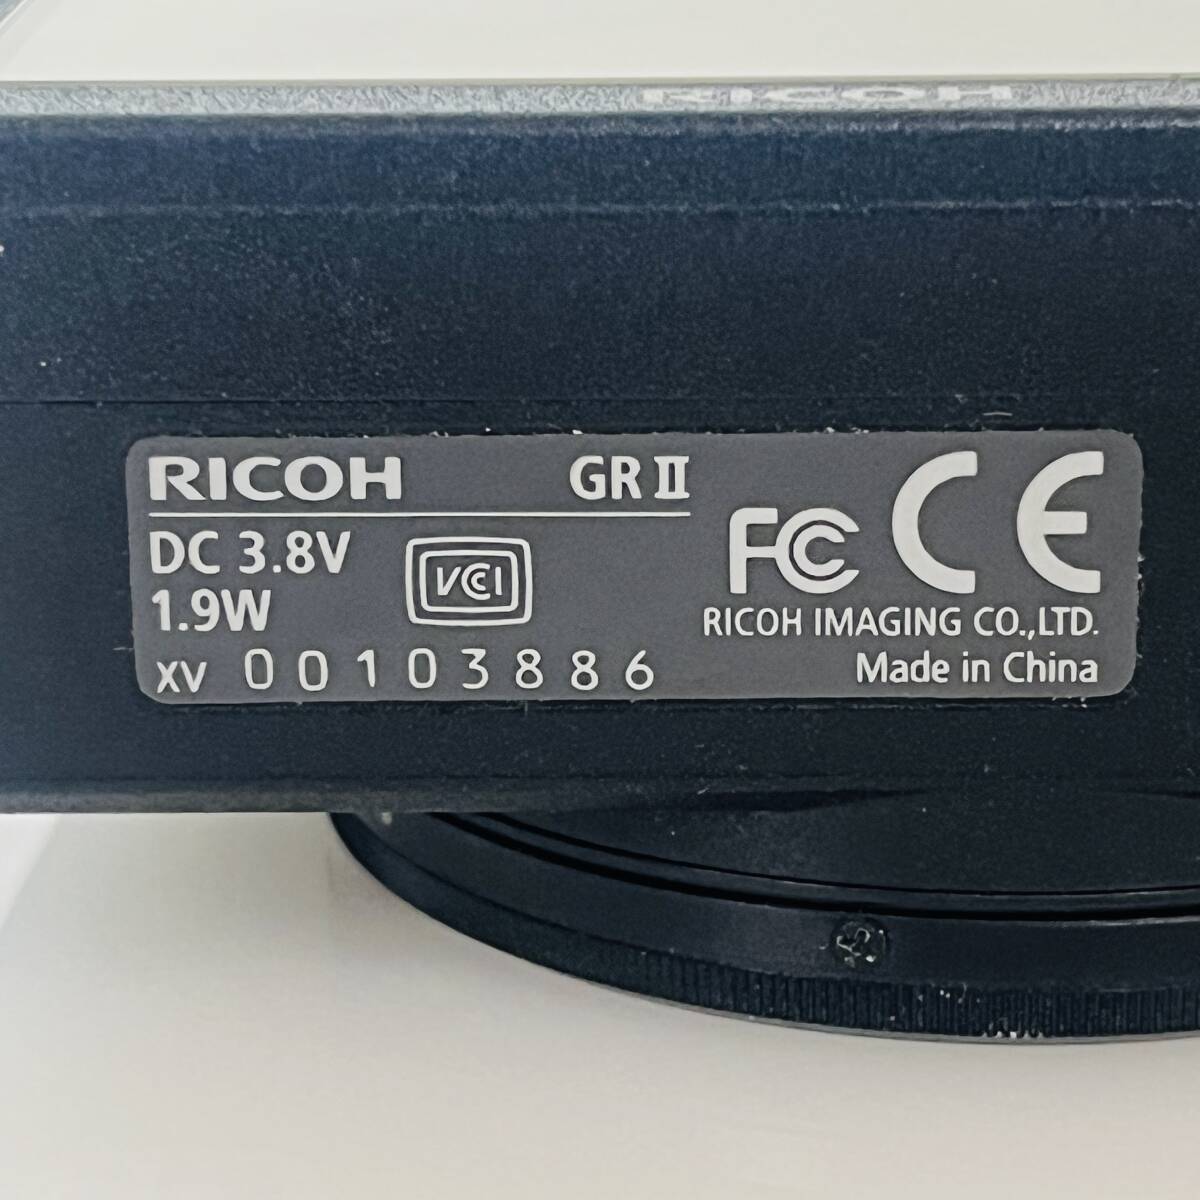 RICOH
RICOH GR II
DC 3.8V
1.9W
VCCI
XV 00103886
FC CE
RICOH IMAGING CO.,LTD.
Made in China